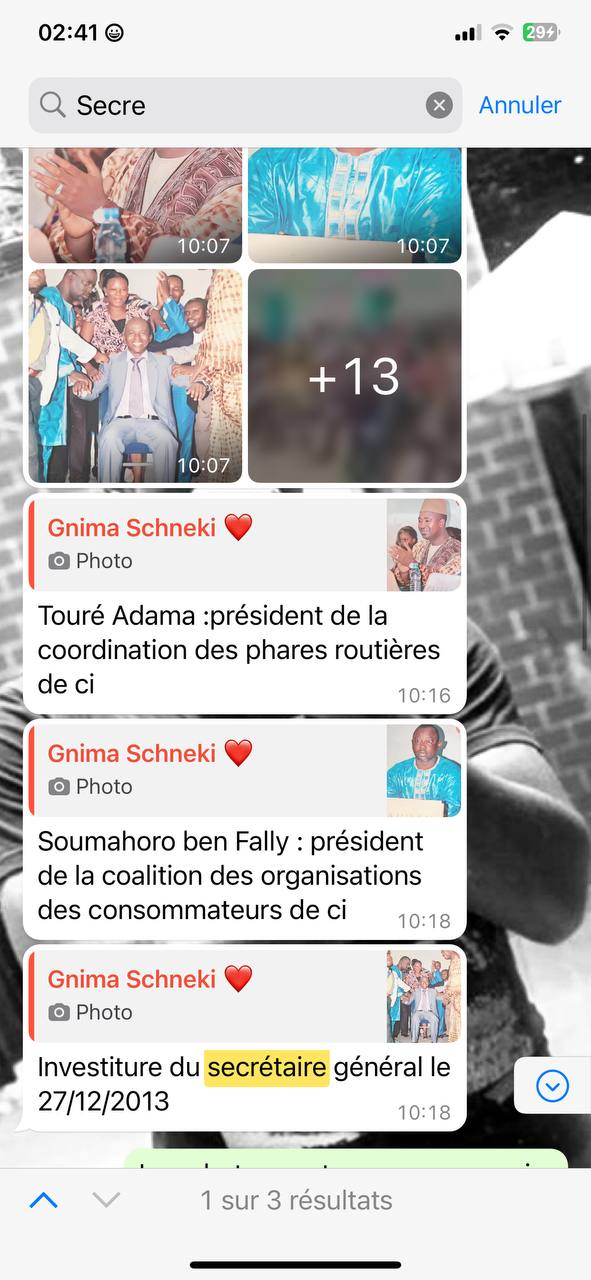 02:41
29
Secre
Annuler
10:07
10:07
10:07
+13
Gnima Schneki ❤️
Photo
Touré Adama :président de la
coordination des phares routières
de ci
10:16
Gnima Schneki ❤️
Photo
Soumahoro ben Fally : président
de la coalition des organisations
des consommateurs de ci
10:18
Gnima Schneki ❤️
Photo
Investiture du secrétaire général le
27/12/2013
10:18
1 sur 3 résultats